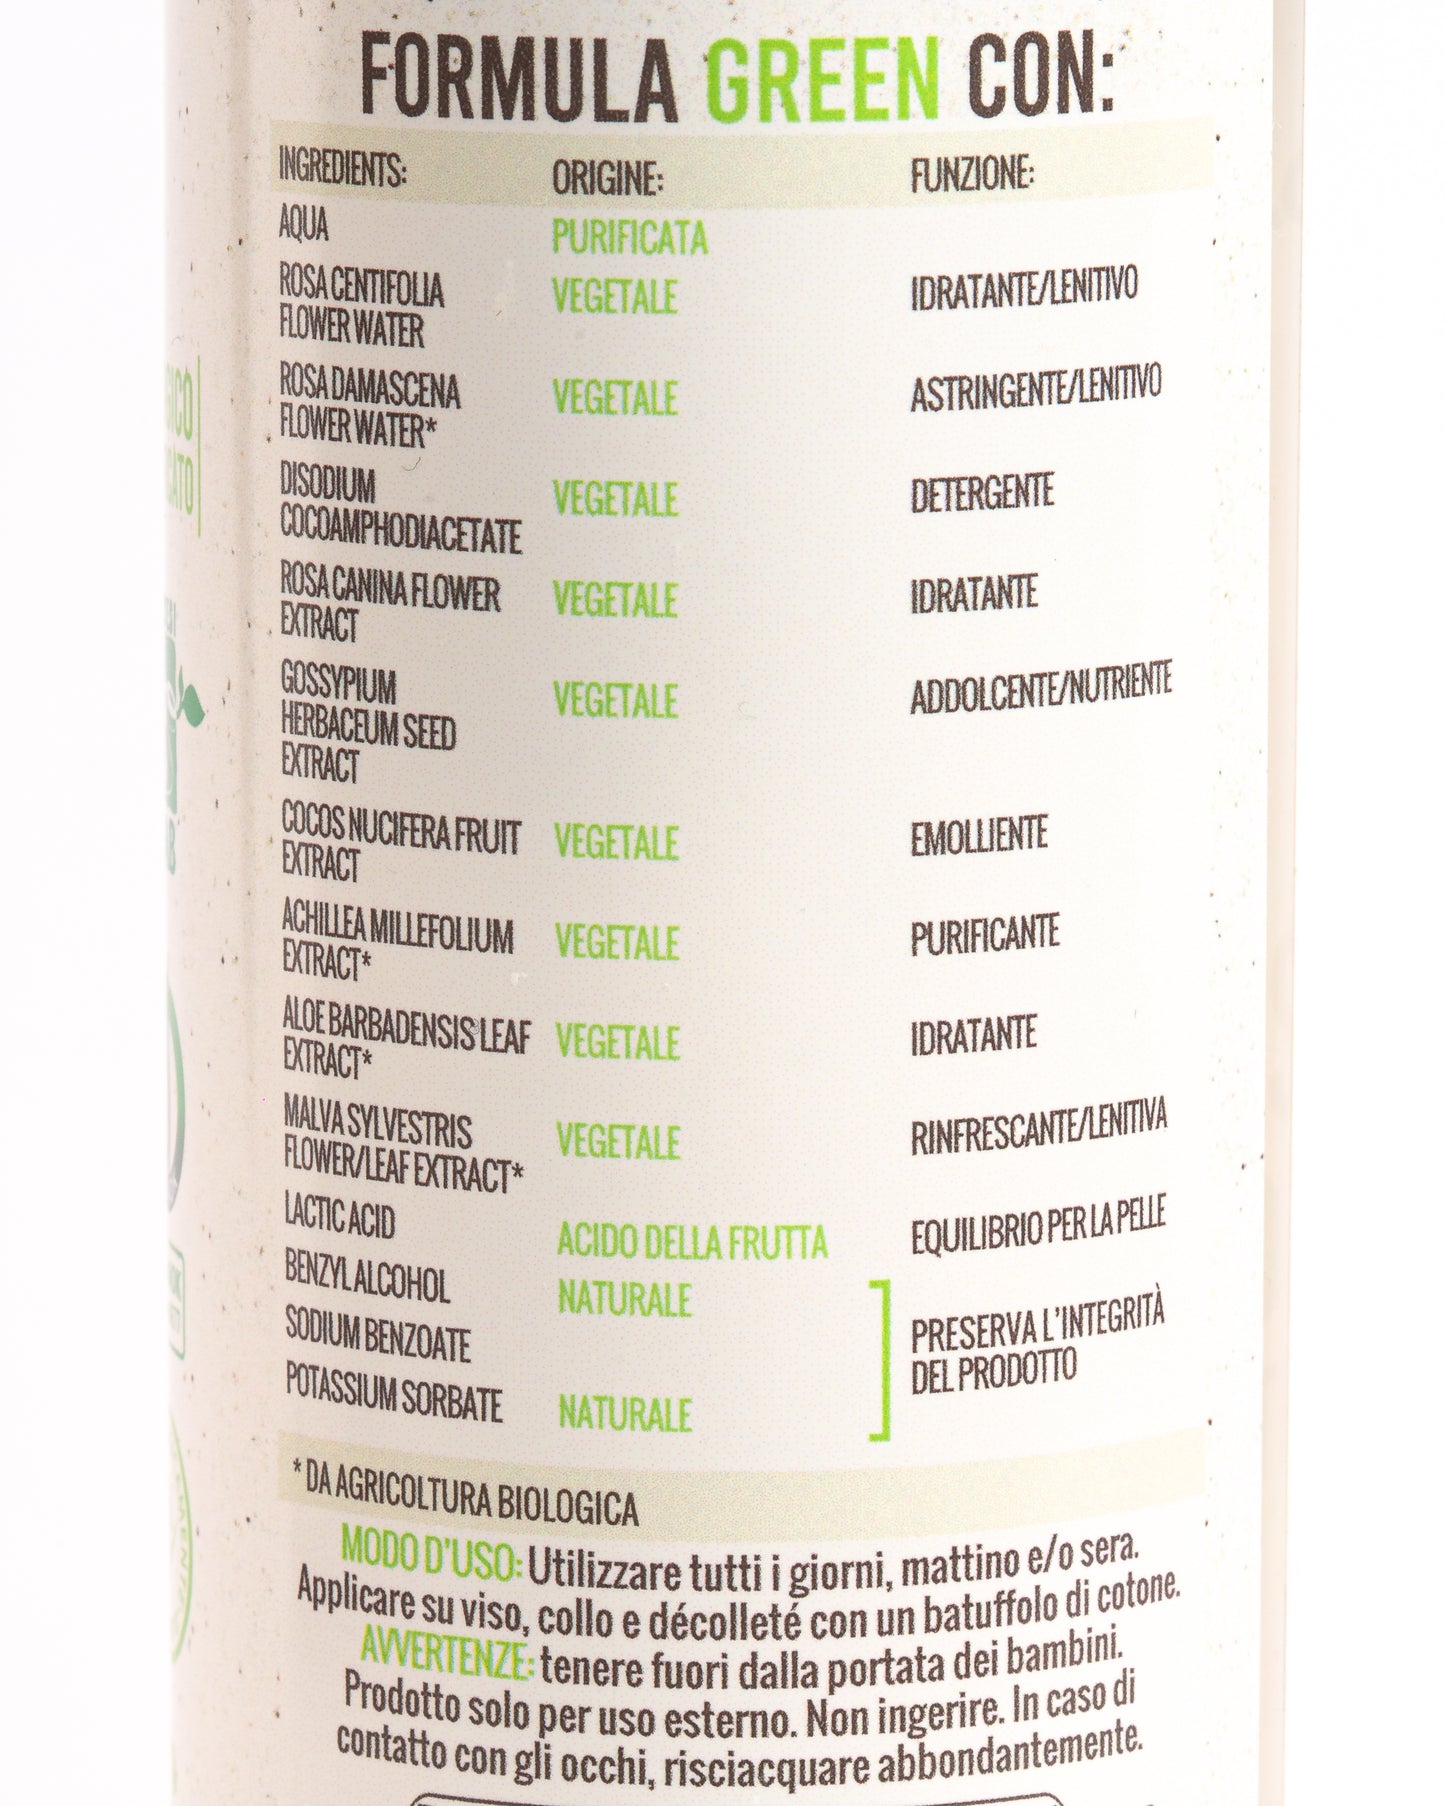 FORMULA GREEN CON:
INGREDIENTS: ORIGINE: FUNZIONE:
AQUA PURIFICATA
ROSA CENTIFOLIA VEGETALE IDRATANTE/LENITIVO
FLOWER WATER
ROSA DAMASCENA VEGETALE ASTRINGENTE/LENITIVO
FLOWER WATER*
DISODIUM VEGETALE DETERGENTE
COCOAMPHODIACETATE
ROSA CANINA FLOWER VEGETALE IDRATANTE
EXTRACT
GOSSYPIUM VEGETALE ADDOLCENTE/NUTRIENTE
HERBACEUM SEED
EXTRACT
COCOS NUCIFERA FRUIT VEGETALE EMOLLIENTE
EXTRACT
ACHILLEA MILLEFOLIUM VEGETALE PURIFICANTE
EXTRACT*
ALOE BARBADENSIS LEAF VEGETALE IDRATANTE
EXTRACT*
MALVA SYLVESTRIS VEGETALE RINFRESCANTE/LENITIVA
FLOWER/LEAF EXTRACT*
LACTIC ACID ACIDO DELLA FRUTTA EQUILIBRIO PER LA PELLE
BENZYL ALCOHOL NATURALE
SODIUM BENZOATE PRESERVA L'INTEGRITÀ
DEL PRODOTTO
POTASSIUM SORBATE NATURALE
* DA AGRICOLTURA BIOLOGICA
MODO D'USO: Utilizzare tutti i giorni, mattino e/o sera.
Applicare su viso, collo e décolleté con un batuffolo di cotone.
AVVERTENZE: tenere fuori dalla portata dei bambini.
Prodotto solo per uso esterno. Non ingerire. In caso di
contatto con gli occhi, risciacquare abbondantemente.